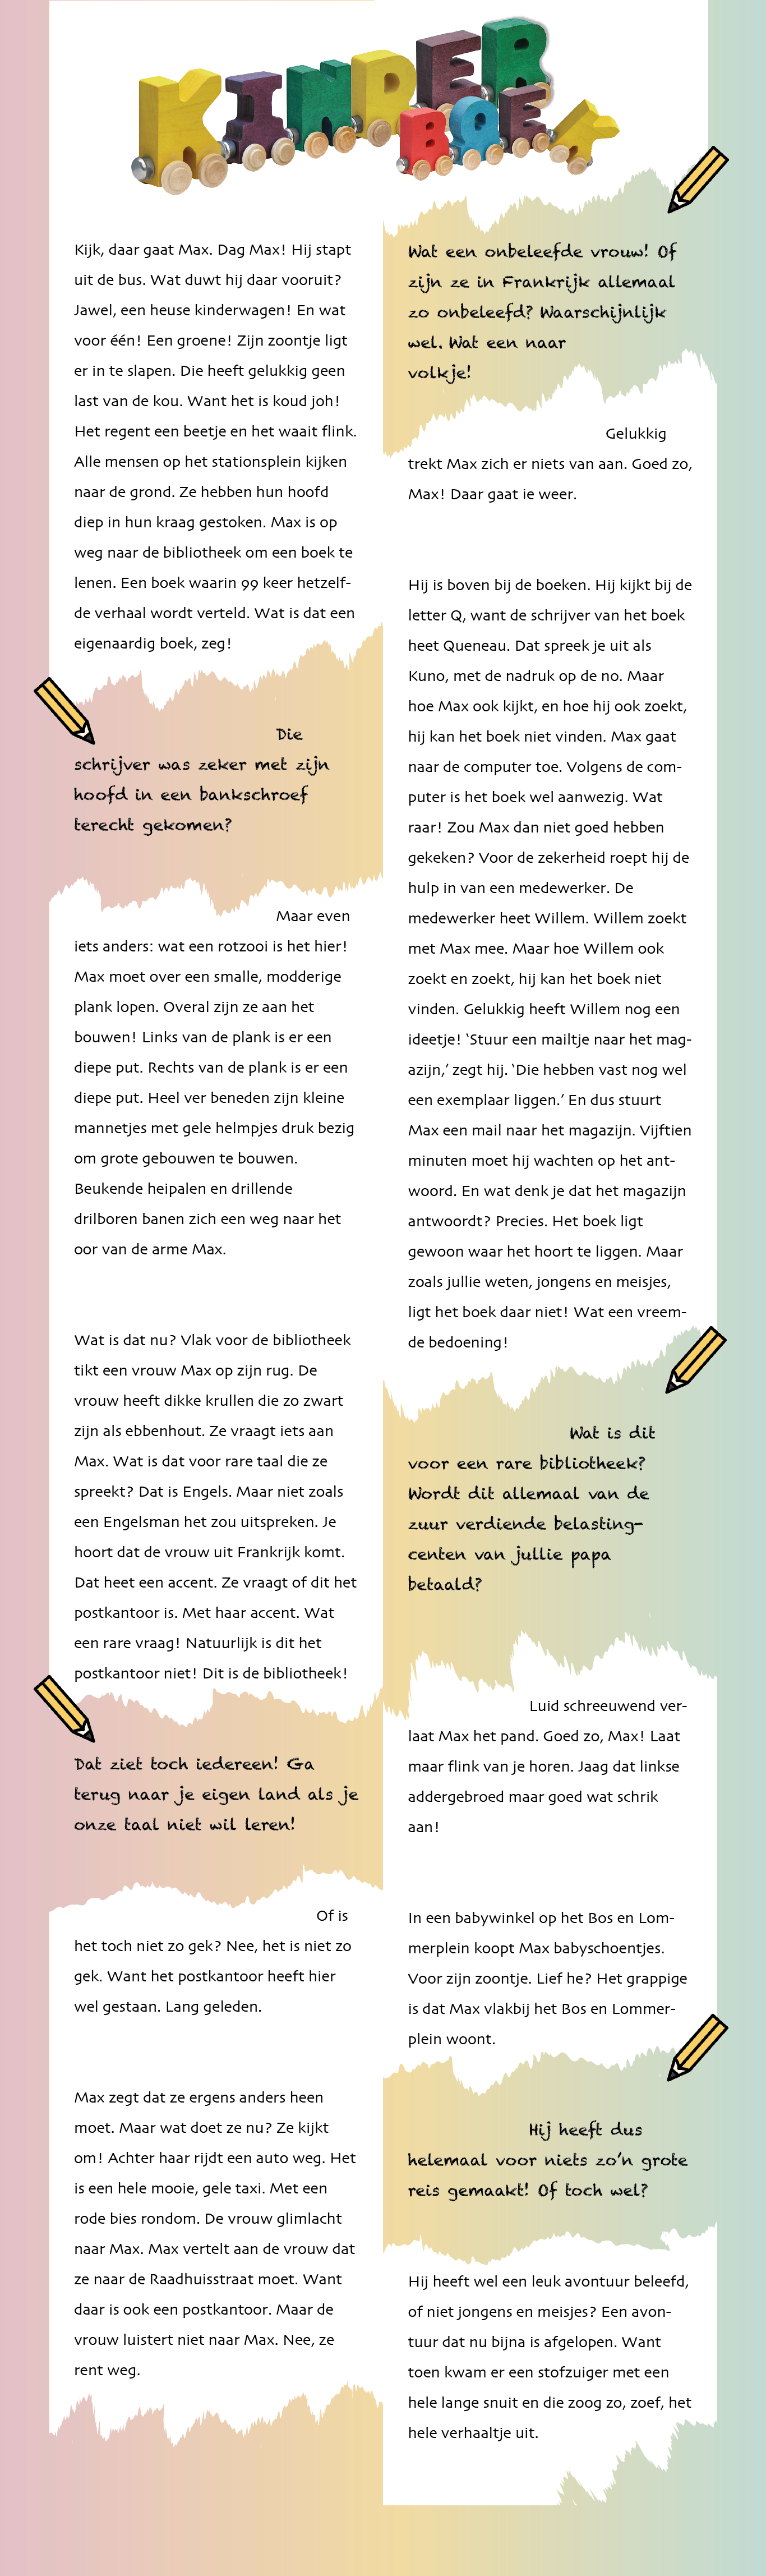 KINDER
BOE
Kijk, daar gaat Max. Dag Max! Hij stapt
uit de bus. Wat duwt hij daar vooruit?
Jawel, een heuse kinderwagen! En wat
voor één! Een groene! Zijn zoontje ligt
er in te slapen. Die heeft gelukkig geen
last van de kou. Want het is koud joh!
Het regent een beetje en het waait flink.
Alle mensen op het stationsplein kijken
naar de grond. Ze hebben hun hoofd
diep in hun kraag gestoken. Max is op
weg naar de bibliotheek om een boek te
lenen. Een boek waarin 99 keer hetzelf-
de verhaal wordt verteld. Wat is dat een
eigenaardig boek, zeg!
Die
schrijver was zeker met zijn
hoofd in een bankschroef
terecht gekomen?
Maar even
iets anders: wat een rotzooi is het hier!
Max moet over een smalle, modderige
plank lopen. Overal zijn ze aan het
bouwen! Links van de plank is er een
diepe put. Rechts van de plank is er een
diepe put. Heel ver beneden zijn kleine
mannetjes met gele helmpjes druk bezig
om grote gebouwen te bouwen.
Beukende heipalen en drillende
drilboren banen zich een weg naar het
oor van de arme Max.
Wat is dat nu? Vlak voor de bibliotheek
tikt een vrouw Max op zijn rug. De
vrouw heeft dikke krullen die zo zwart
zijn als ebbenhout. Ze vraagt iets aan
Max. Wat is dat voor rare taal die ze
spreekt? Dat is Engels. Maar niet zoals
een Engelsman het zou uitspreken. Je
hoort dat de vrouw uit Frankrijk komt.
Dat heet een accent. Ze vraagt of dit het
postkantoor is. Met haar accent. Wat
een rare vraag! Natuurlijk is dit het
postkantoor niet! Dit is de bibliotheek!
Dat ziet toch iedereen! Ga
terug naar je eigen land als je
onze taal niet wil leren!
Of is
het toch niet zo gek? Nee, het is niet zo
gek. Want het postkantoor heeft hier
wel gestaan. Lang geleden.
Max zegt dat ze ergens anders heen
moet. Maar wat doet ze nu? Ze kijkt
om! Achter haar rijdt een auto weg. Het
is een hele mooie, gele taxi. Met een
rode bies rondom. De vrouw glimlacht
naar Max. Max vertelt aan de vrouw dat
ze naar de Raadhuisstraat moet. Want
daar is ook een postkantoor. Maar de
vrouw luistert niet naar Max. Nee, ze
rent weg.
Wat een onbeleefde vrouw! Of
zijn ze in Frankrijk allemaal
zo onbeleefd? Waarschijnlijk
wel. Wat een naar
volkje!
Gelukkig
trekt Max zich er niets van aan. Goed zo,
Max! Daar gaat ie weer.
Hij is boven bij de boeken. Hij kijkt bij de
letter Q, want de schrijver van het boek
heet Queneau. Dat spreek je uit als
Kuno, met de nadruk op de no. Maar
hoe Max ook kijkt, en hoe hij ook zoekt,
hij kan het boek niet vinden. Max gaat
naar de computer toe. Volgens de com-
puter is het boek wel aanwezig. Wat
raar! Zou Max dan niet goed hebben
gekeken? Voor de zekerheid roept hij de
hulp in van een medewerker. De
medewerker heet Willem. Willem zoekt
met Max mee. Maar hoe Willem ook
zoekt en zoekt, hij kan het boek niet
vinden. Gelukkig heeft Willem nog een
ideetje! ‘Stuur een mailtje naar het mag-
azijn,’ zegt hij. ‘Die hebben vast nog wel
een exemplaar liggen.’ En dus stuurt
Max een mail naar het magazijn. Vijftien
minuten moet hij wachten op het ant-
woord. En wat denk je dat het magazijn
antwoordt? Precies. Het boek ligt
gewoon waar het hoort te liggen. Maar
zoals jullie weten, jongens en meisjes,
ligt het boek daar niet! Wat een vreem-
de bedoening!
Wat is dit
voor een rare bibliotheek?
Wordt dit allemaal van de
zuur verdiende belasting-
centen van jullie papa
betaald?
Luid schreeuwend ver-
laat Max het pand. Goed zo, Max! Laat
maar flink van je horen. Jaag dat linkse
addergebroed maar goed wat schrik
aan!
In een babywinkel op het Bos en Lom-
merplein koopt Max babyschoentjes.
Voor zijn zoontje. Lief he? Het grappige
is dat Max vlakbij het Bos en Lommer-
plein woont.
Hij heeft dus
helemaal voor niets zo’n grote
reis gemaakt! Of toch wel?
Hij heeft wel een leuk avontuur beleefd,
of niet jongens en meisjes? Een avon-
tuur dat nu bijna is afgelopen. Want
toen kwam er een stofzuiger met een
hele lange snuit en die zoog zo, zoef, het
hele verhaaltje uit.